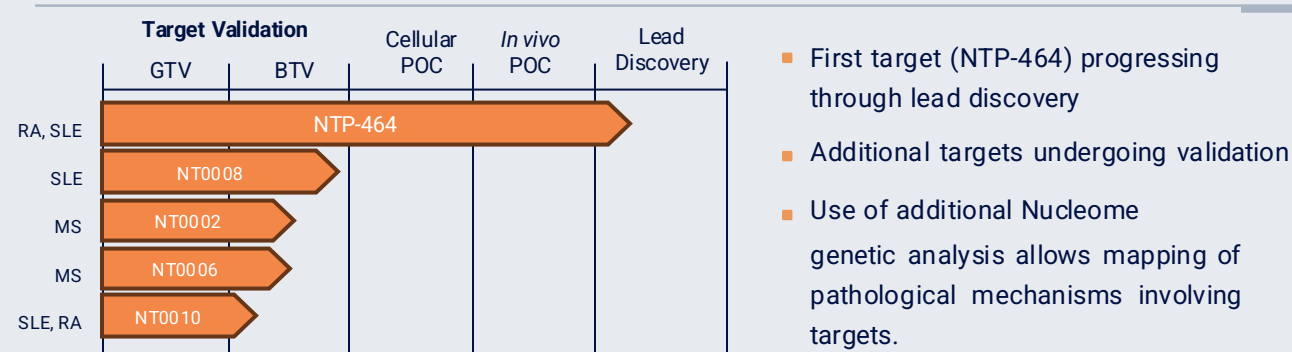 Target Validation
GTV
BTV
Cellular
POC
In vivo
POC
Lead
Discovery
RA, SLE
NTP-464
SLE
NT0008
MS
NT0002
MS
NT0006
SLE, RA
NT0010
First target (NTP-464) progressing
through lead discovery
Additional targets undergoing validation
Use of additional Nucleome
genetic analysis allows mapping of
pathological mechanisms involving
targets.